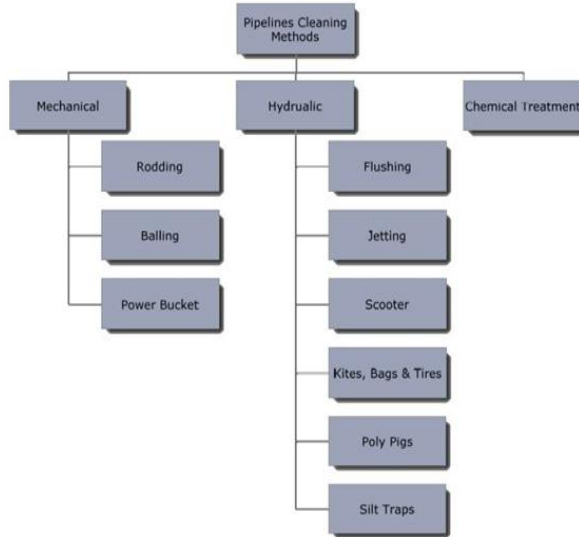 Pipelines Cleaning
Methods
Mechanical
Hydrualic
Chemical Treatment
Rodding
Flushing
Balling
Jetting
Power Bucket
Scooter
Kites, Bags & Tires
Poly Pigs
Silt Traps